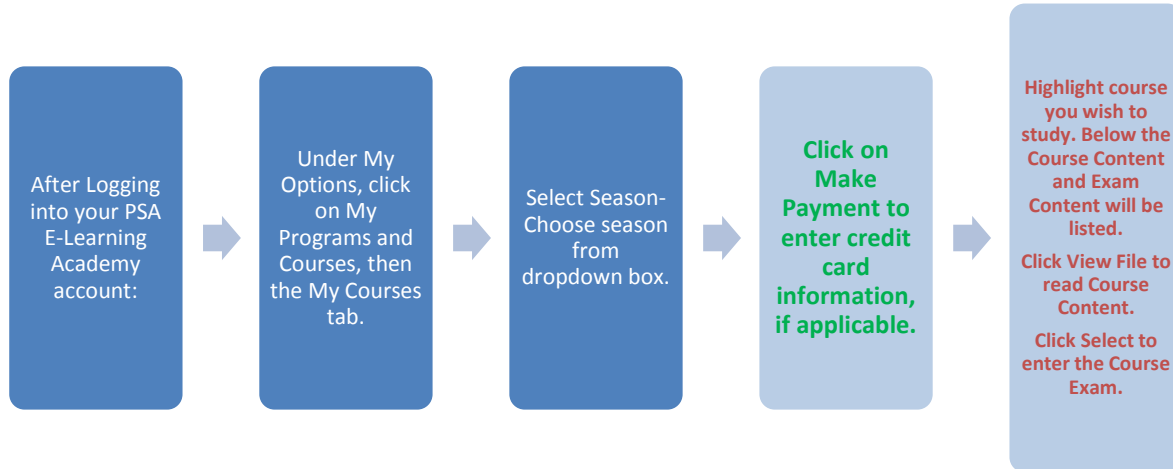 After Logging
into your PSA
E-Learning
Academy
account:
Under My
Options, click
on My
Programs and
Courses, then
the My Courses
tab.
Select Season-
Choose season
from
dropdown box.
Click on
Make
Payment to
enter credit
card
information,
if applicable.
Highlight course
you wish to
study. Below the
Course Content
and Exam
Content will be
listed.
Click View File to
read Course
Content.
Click Select to
enter the Course
Exam.